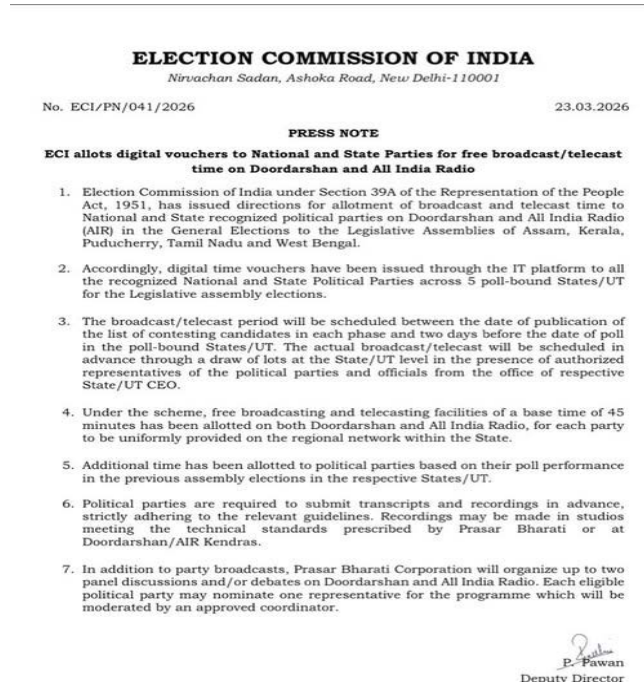 ELECTION COMMISSION OF INDIA
Nirvachan Sadan, Ashoka Road, New Delhi-110001
No. ECI/PN/041/2026 23.03.2026
PRESS NOTE
ECI allots digital vouchers to National and State Parties for free broadcast/telecast
time on Doordarshan and All India Radio
1. Election Commission of India under Section 39A of the Representation of the People
Act, 1951, has issued directions for allotment of broadcast and telecast time to
National and State recognized political parties on Doordarshan and All India Radio
(AIR) in the General Elections to the Legislative Assemblies of Assam, Kerala,
Puducherry, Tamil Nadu and West Bengal.
2. Accordingly, digital time vouchers have been issued through the IT platform to all
the recognized National and State Political Parties across 5 poll-bound States/UT
for the Legislative assembly elections.
3. The broadcast/telecast period will be scheduled between the date of publication of
the list of contesting candidates in each phase and two days before the date of poll
in the poll-bound States/UT. The actual broadcast/telecast will be scheduled in
advance through a draw of lots at the State/UT level in the presence of authorized
representatives of the political parties and officials from the office of respective
State/UT CEO.
4. Under the scheme, free broadcasting and telecasting facilities of a base time of 45
minutes has been allotted on both Doordarshan and All India Radio, for each party
to be uniformly provided on the regional network within the State.
5. Additional time has been allotted to political parties based on their poll performance
in the previous assembly elections in the respective States/UT.
6. Political parties are required to submit transcripts and recordings in advance,
strictly adhering to the relevant guidelines. Recordings may be made in studios
meeting the technical standards prescribed by Prasar Bharati or at
Doordarshan/AIR Kendras.
7. In addition to party broadcasts, Prasar Bharati Corporation will organize up to two
panel discussions and/or debates on Doordarshan and All India Radio. Each eligible
political party may nominate one representative for the programme which will be
moderated by an approved coordinator.
P. Pawan
Deputy Director